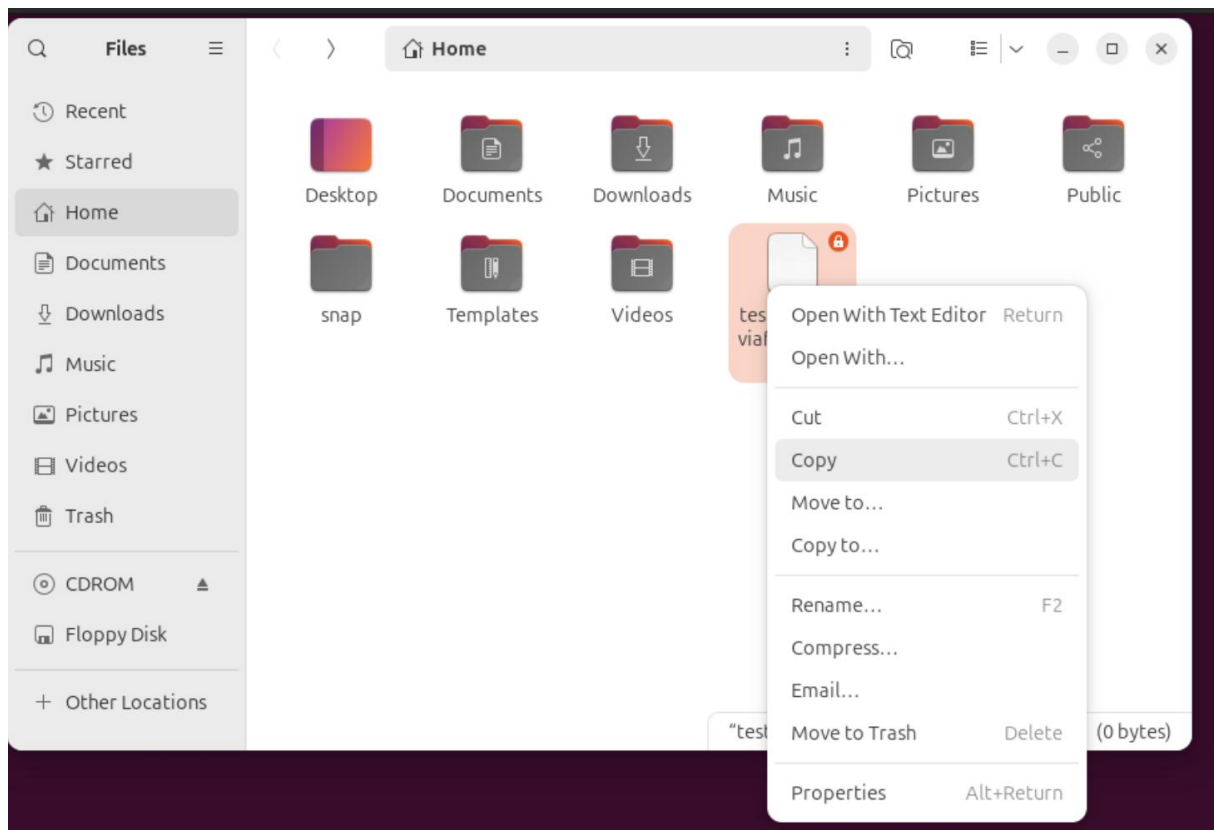 Files
Home
Recent
Starred
Home
Documents
Downloads
Music
Pictures
Videos
Trash
CDROM
Floppy Disk
+ Other Locations
Desktop Documents Downloads Music Pictures Public
snap Templates Videos
Open With Text Editor Return
Open With…
Cut Ctrl+X
Copy Ctrl+C
Move to…
Copy to…
Rename… F2
Compress…
Email…
Move to Trash Delete
Properties Alt+Return
(0 bytes)